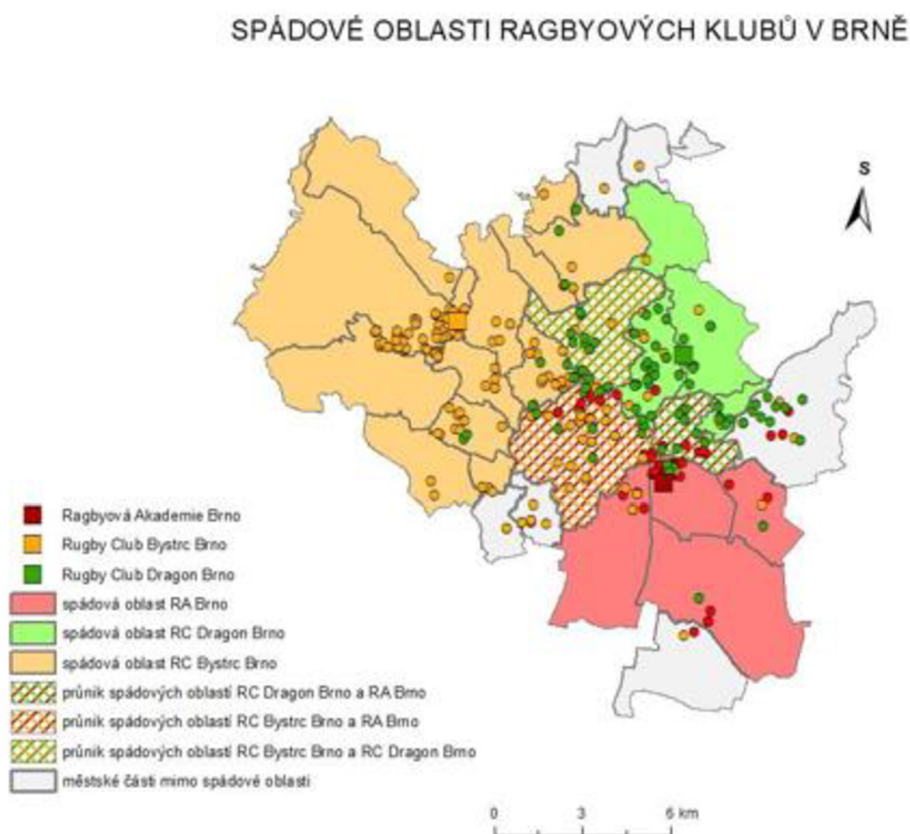 SPÁDOVÉ OBLASTI RAGBYOVÝCH KLUBŮ V BRNĚ
S
Ragbyová Akademie Brno
Rugby Club Bystrc Brno
Rugby Club Dragon Brno
spádová oblast RA Brno
spádová oblast RC Dragon Brno
spádová oblast RC Bystrc Brno
průnik spádových oblastí RC Dragon Brno a RA Brno
průnik spádových oblastí RC Bystrc Brno a RA Brno
průnik spádových oblastí RC Bystrc Brno a RC Dragon Brno
městské části mimo spádové oblasti
0 3 6 km